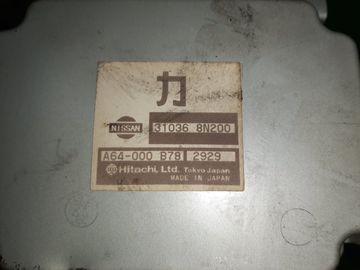 力
NISSAN 31036 8N200
A64-000 B78 2929
Hitachi, Ltd. Tokyo Japan
MADE IN JAPAN